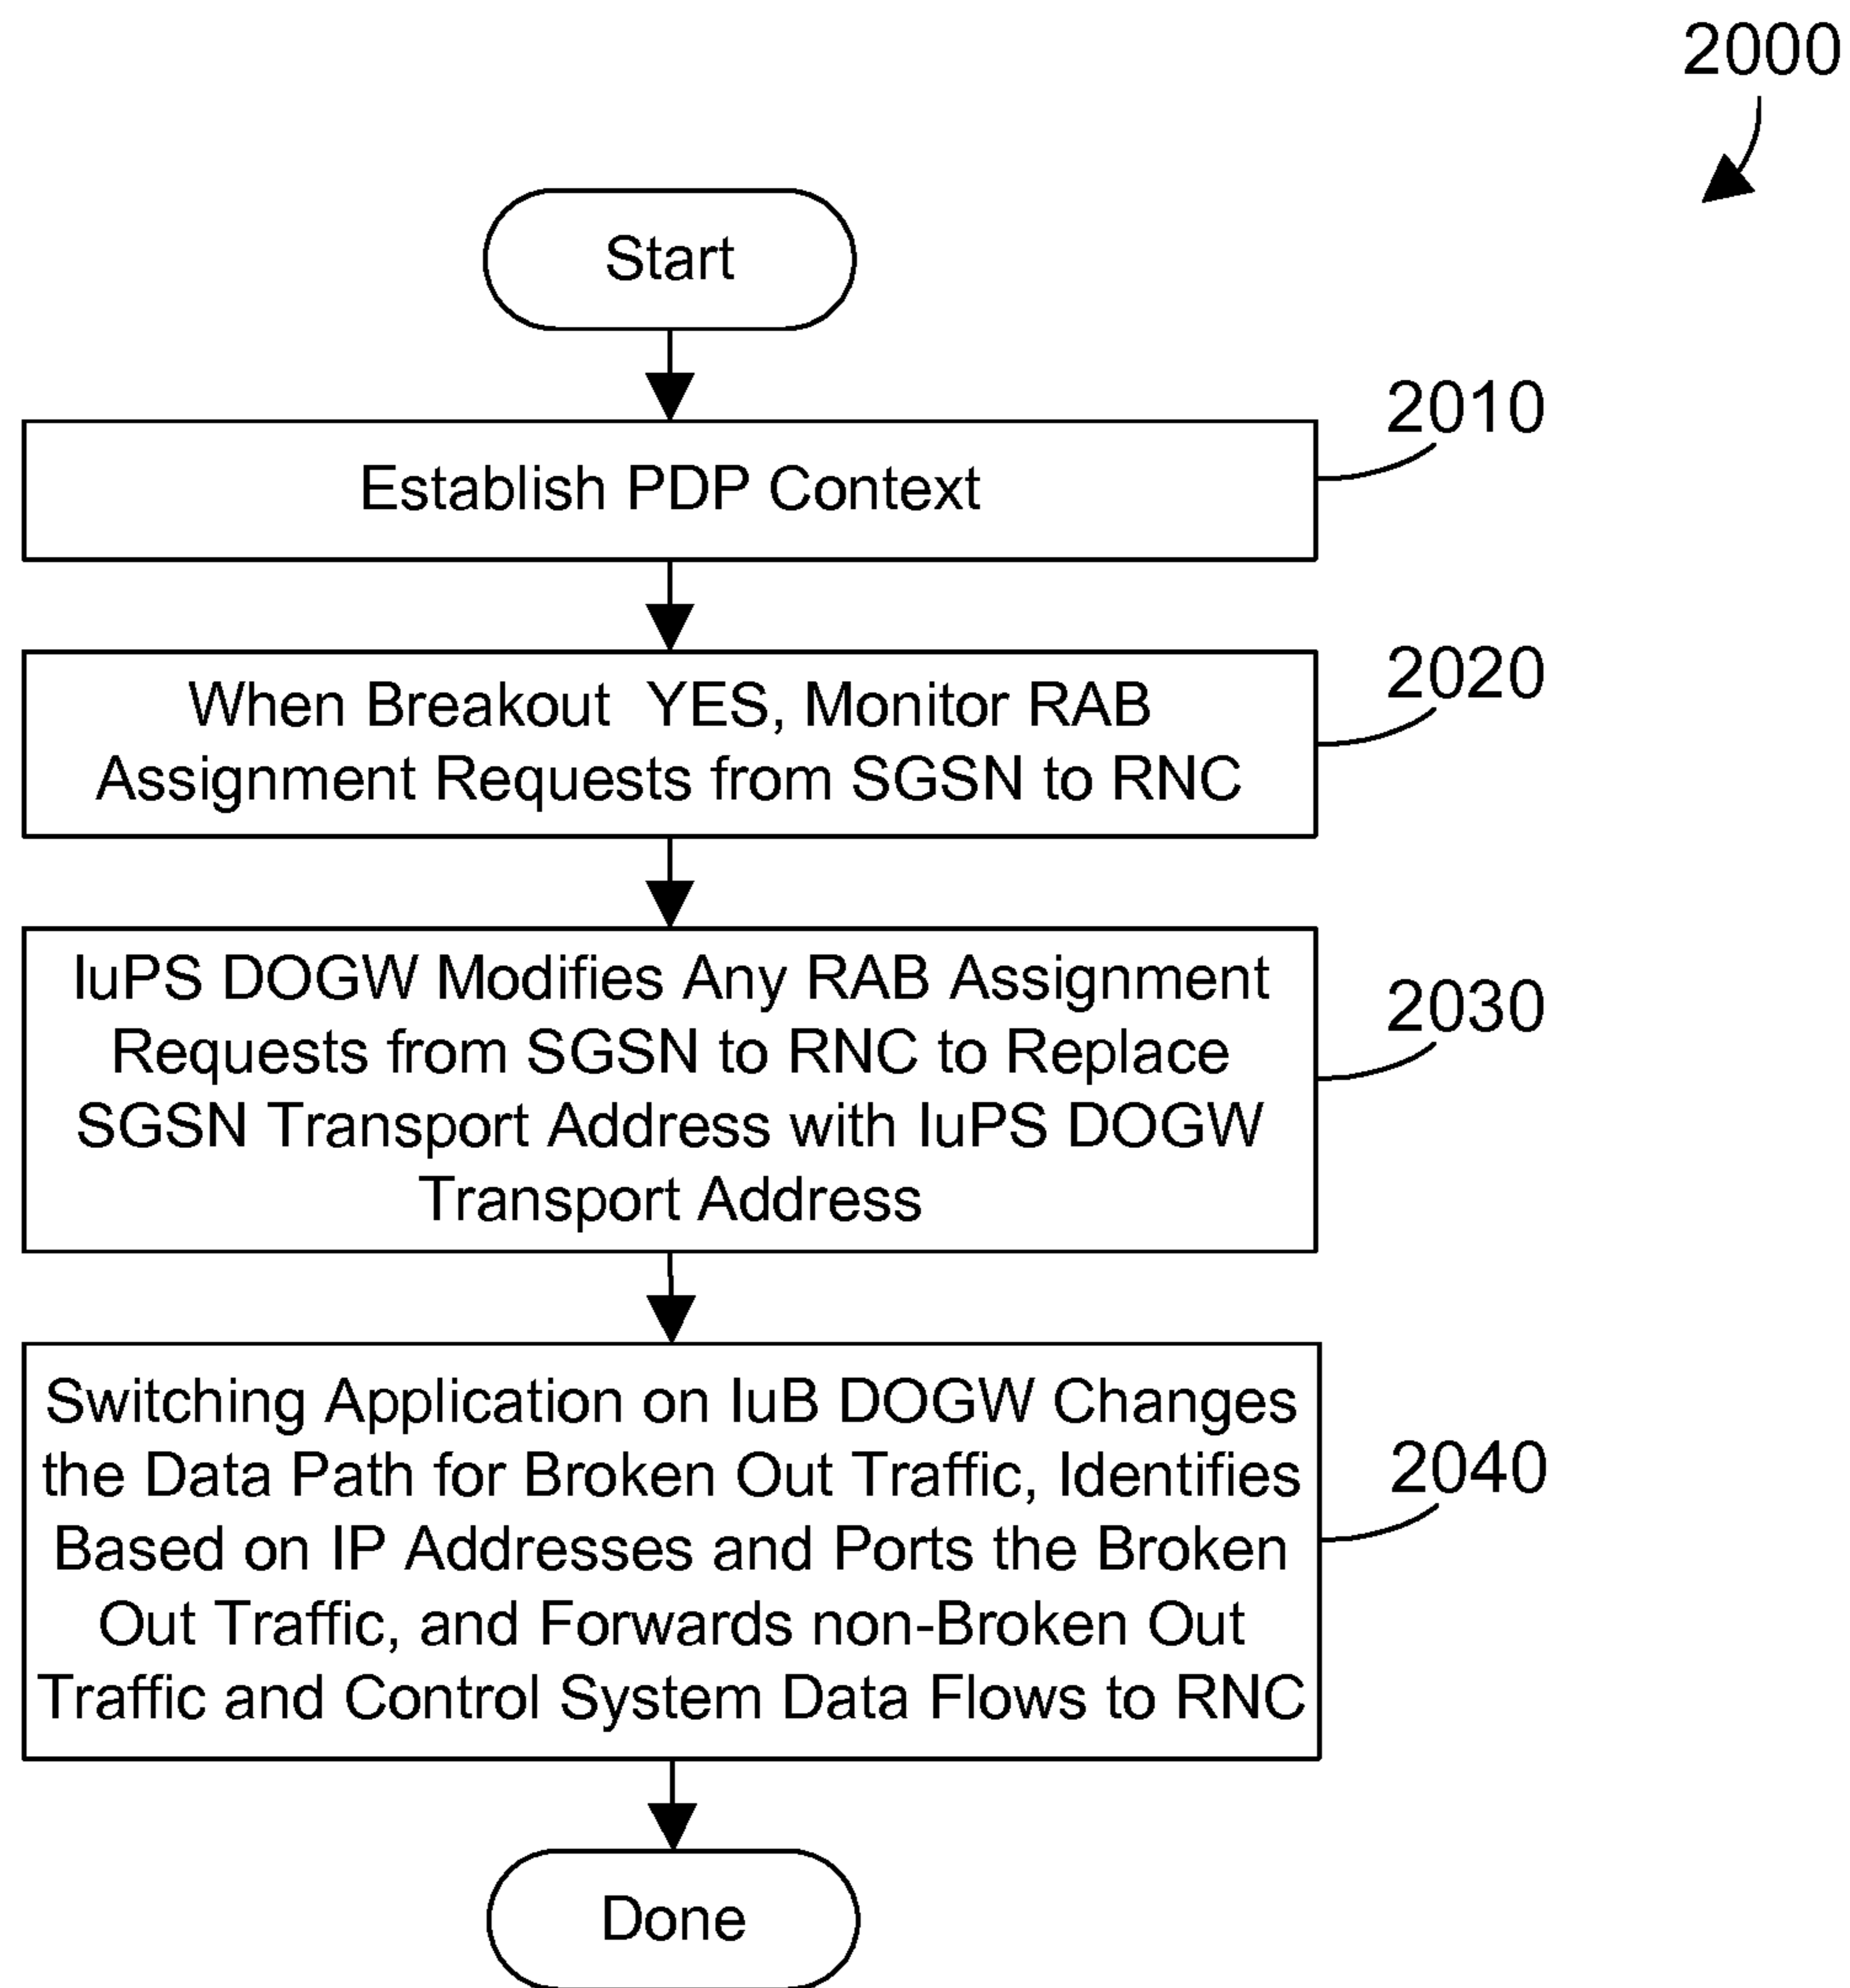 2000
Start
2010
Establish PDP Context
2020
When Breakout YES, Monitor RAB
Assignment Requests from SGSN to RNC
2030
IuPS DOGW Modifies Any RAB Assignment
Requests from SGSN to RNC to Replace
SGSN Transport Address with IuPS DOGW
Transport Address
2040
Switching Application on IuB DOGW Changes
the Data Path for Broken Out Traffic, Identifies
Based on IP Addresses and Ports the Broken
Out Traffic, and Forwards non-Broken Out
Traffic and Control System Data Flows to RNC
Done